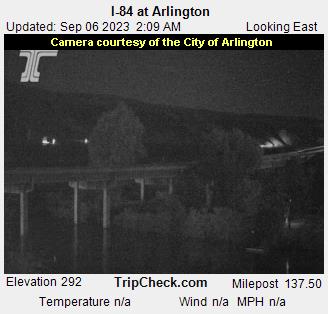 I-84 at Arlington
Updated: Sep 06 2023 2:09 AM Looking East
Camera courtesy of the City of Arlington
Elevation 292 TripCheck.com Milepost 137.50
Temperature n/a Wind n/a MPH n/a